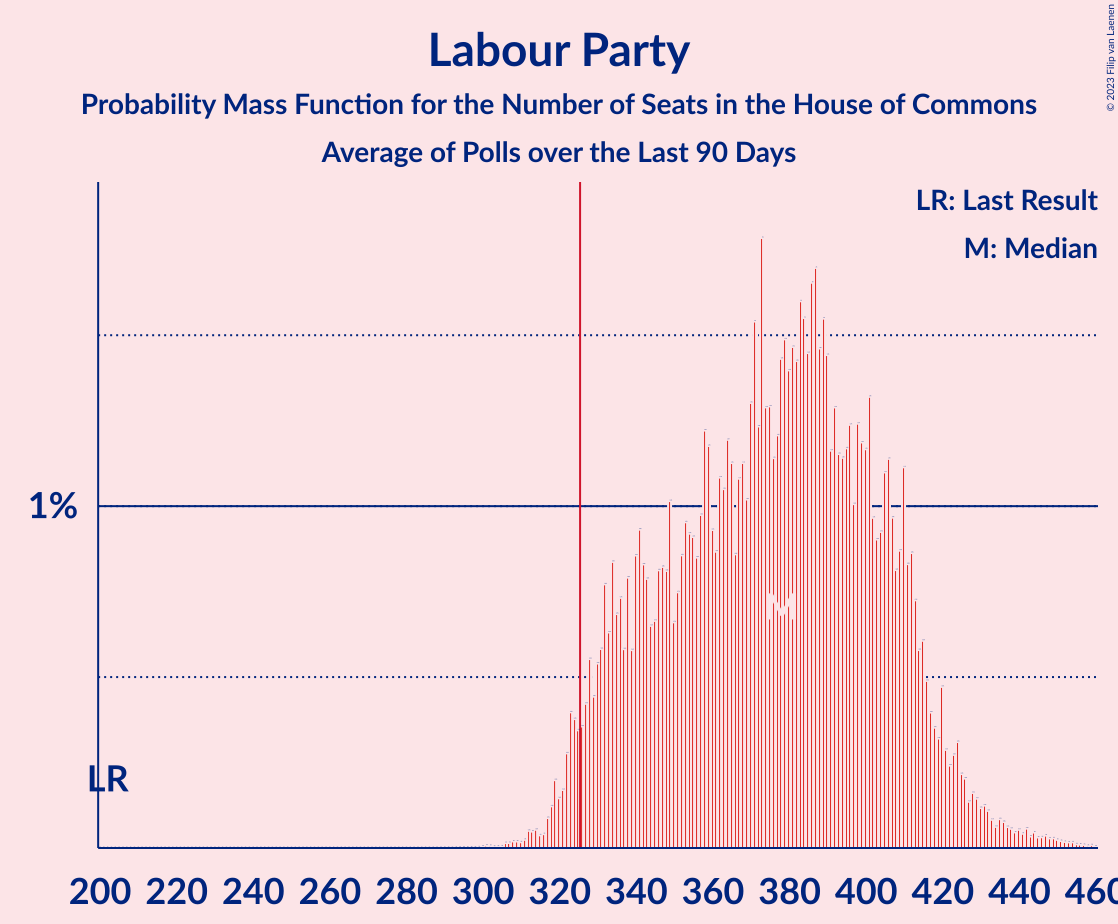 Labour Party
Probability Mass Function for the Number of Seats in the House of Commons
Average of Polls over the Last 90 Days
© 2023 Filip van Laenen
LR: Last Result
M: Median
1%
M
LR
200 220 240 260 280 300 320 340 360 380 400 420 440 460